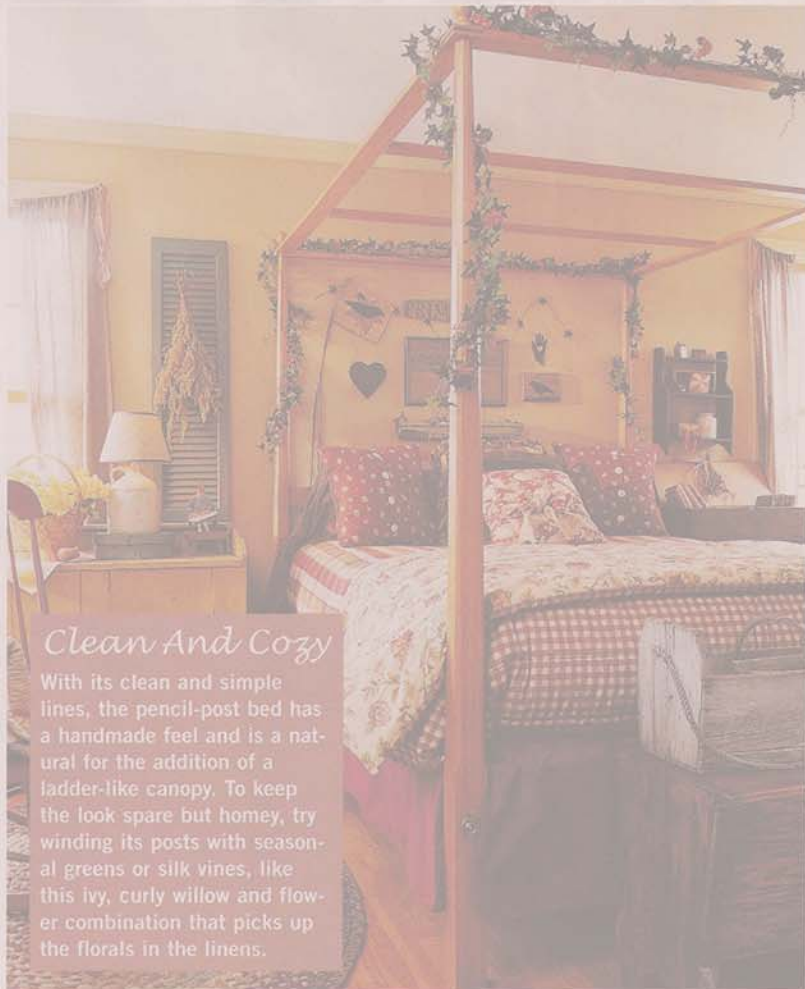 Clean And Cozy
With its clean and simple
lines, the pencil-post bed has
a handmade feel and is a nat-
ural for the addition of a
ladder-like canopy. To keep
the look spare but homey, try
winding its posts with season-
al greens or silk vines, like
this ivy, curly willow and flow-
er combination that picks up
the florals in the linens.